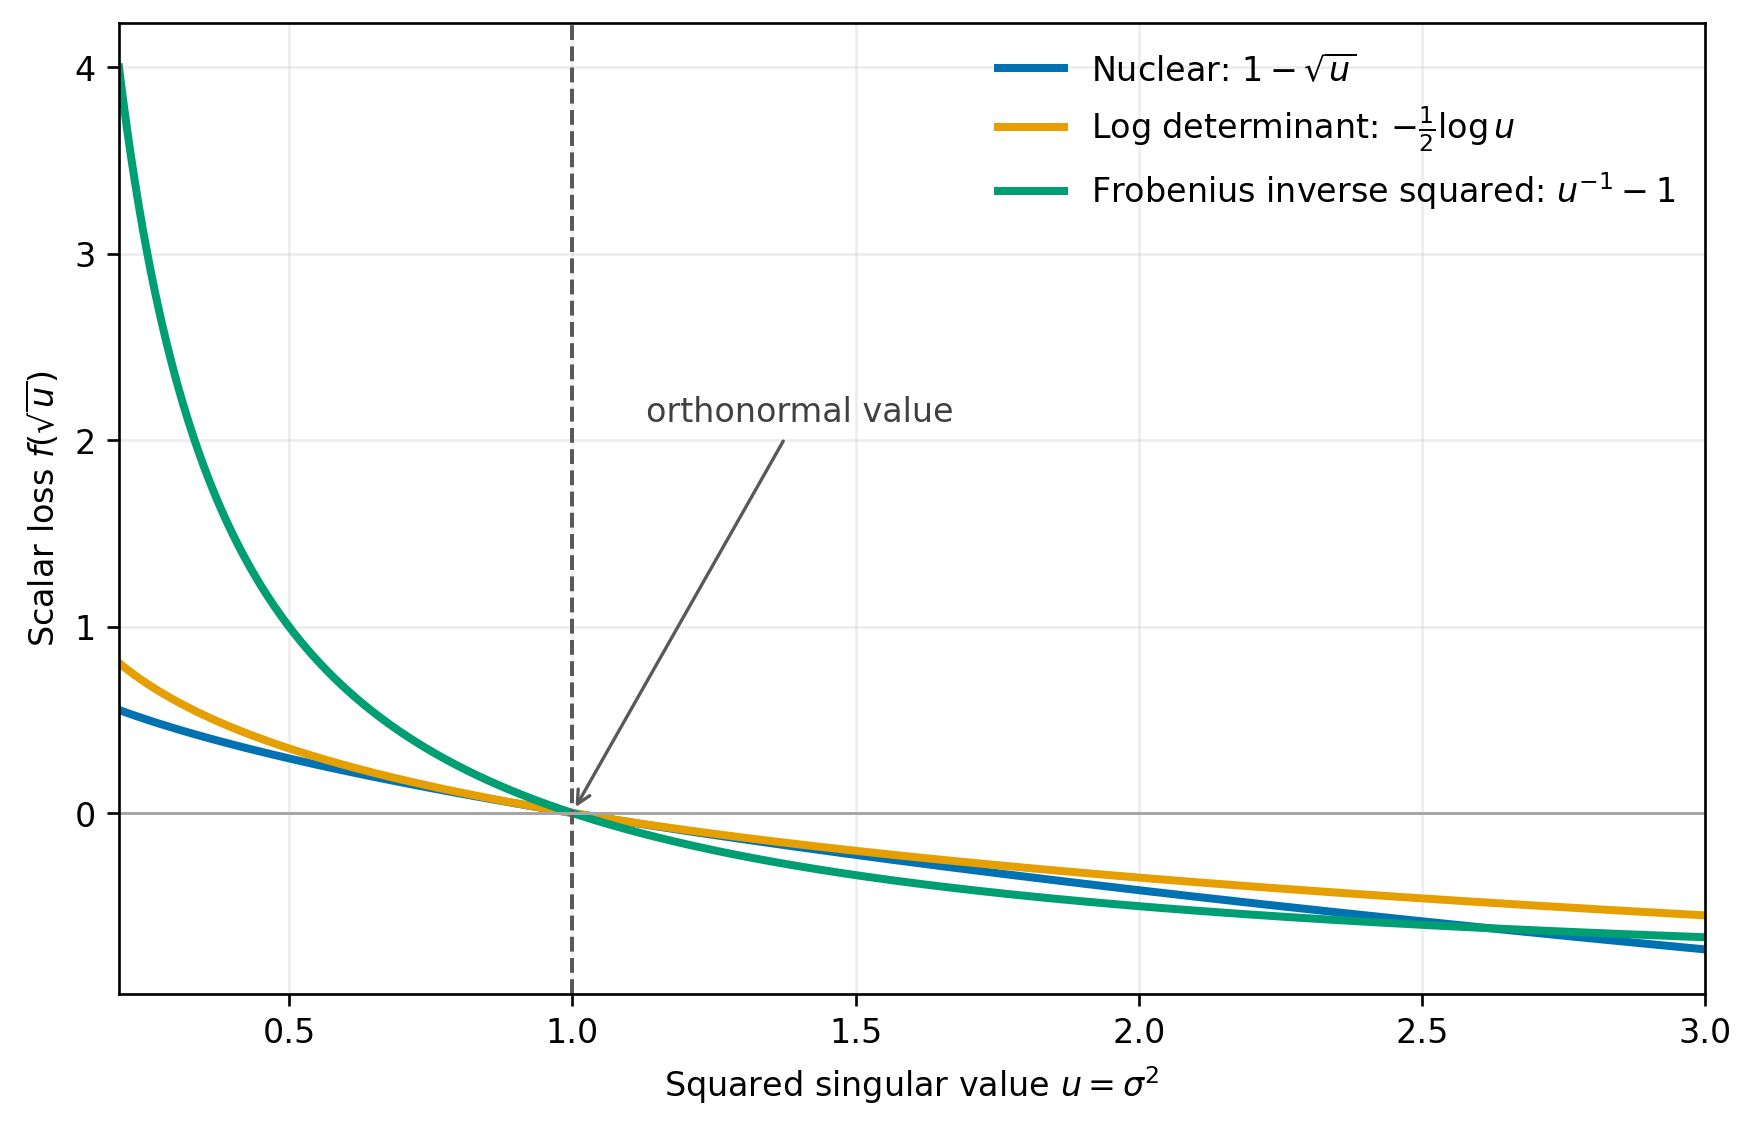 Nuclear: 1 − √u
Log determinant: −½ log u
Frobenius inverse squared: u⁻¹ − 1
orthonormal value
Scalar loss f(√u)
4
3
2
1
0
0.5 1.0 1.5 2.0 2.5 3.0
Squared singular value u = σ²